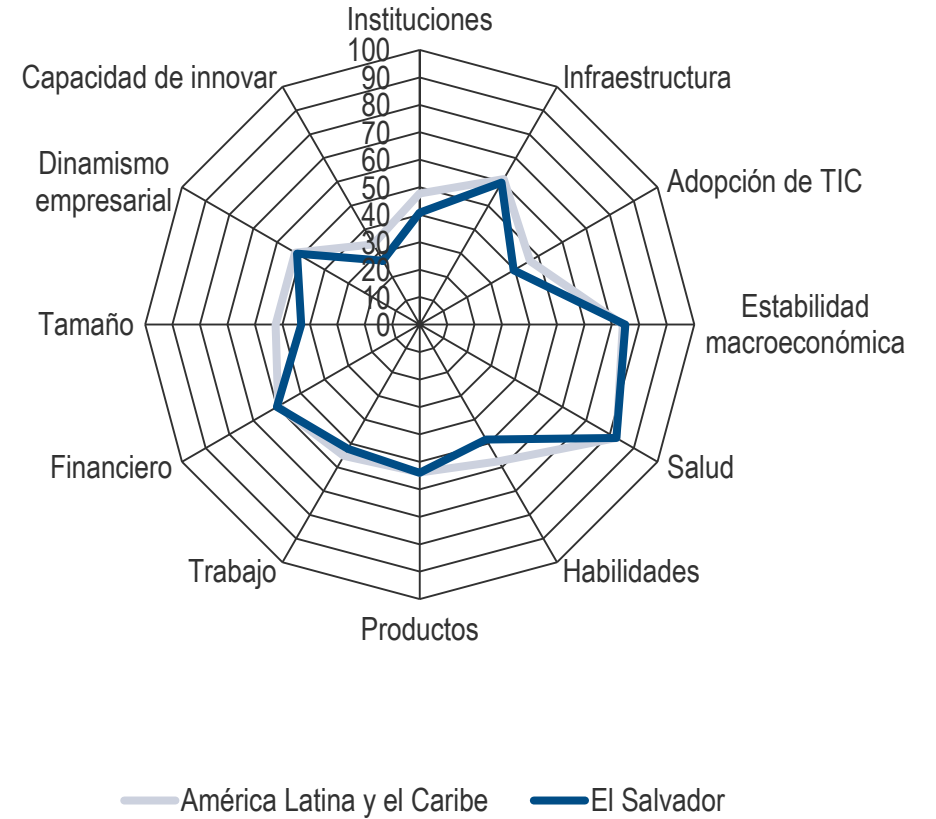 Instituciones
100
Capacidad de innovar
90
Infraestructura
80
70
Dinamismo
empresarial
60
Adopción de TIC
50
40
30
20
10
Estabilidad
macroeconómica
Tamaño
0
Financiero
Salud
Trabajo
Habilidades
Productos
América Latina y el Caribe
El Salvador